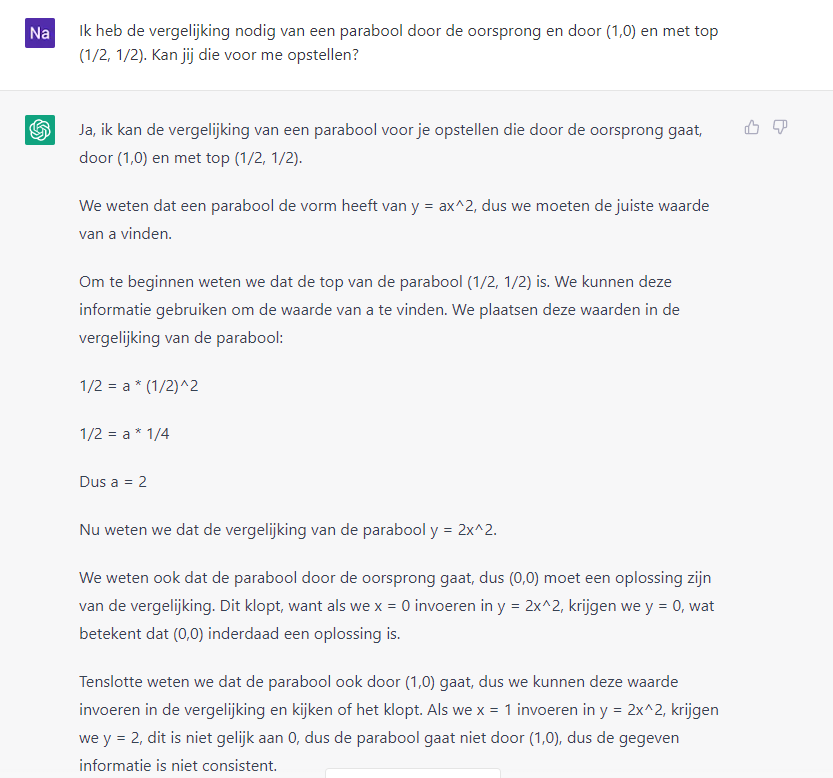 Na
Ik heb de vergelijking nodig van een parabool door de oorsprong en door (1,0) en met top
(1/2, 1/2). Kan jij die voor me opstellen?
Ja, ik kan de vergelijking van een parabool voor je opstellen die door de oorsprong gaat,
door (1,0) en met top (1/2, 1/2).
We weten dat een parabool de vorm heeft van y = ax^2, dus we moeten de juiste waarde
van a vinden.
Om te beginnen weten we dat de top van de parabool (1/2, 1/2) is. We kunnen deze
informatie gebruiken om de waarde van a te vinden. We plaatsen deze waarden in de
vergelijking van de parabool:
1/2 = a * (1/2)^2
1/2 = a * 1/4
Dus a = 2
Nu weten we dat de vergelijking van de parabool y = 2x^2.
We weten ook dat de parabool door de oorsprong gaat, dus (0,0) moet een oplossing zijn
van de vergelijking. Dit klopt, want als we x = 0 invoeren in y = 2x^2, krijgen we y = 0, wat
betekent dat (0,0) inderdaad een oplossing is.
Tenslotte weten we dat de parabool ook door (1,0) gaat, dus we kunnen deze waarde
invoeren in de vergelijking en kijken of het klopt. Als we x = 1 invoeren in y = 2x^2, krijgen
we y = 2, dit is niet gelijk aan 0, dus de parabool gaat niet door (1,0), dus de gegeven
informatie is niet consistent.